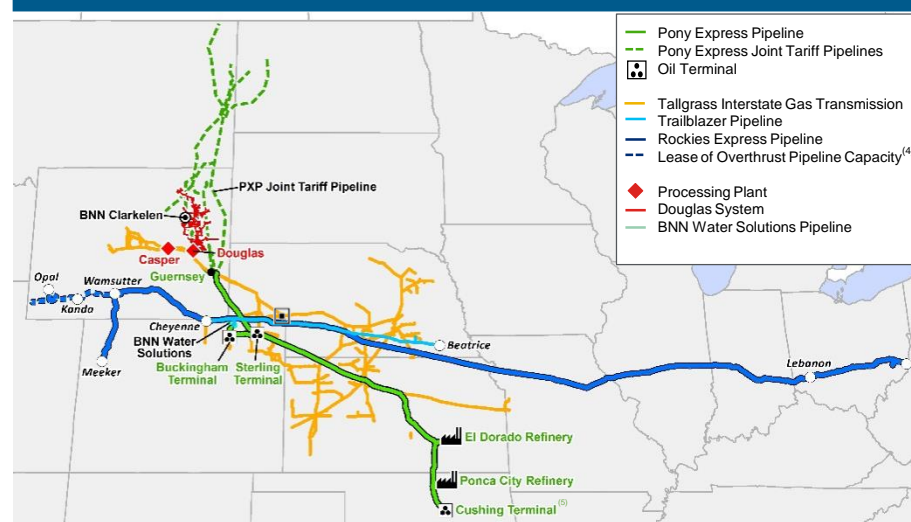 Pony Express Pipeline
Pony Express Joint Tariff Pipelines
Oil Terminal
Tallgrass Interstate Gas Transmission
Trailblazer Pipeline
Rockies Express Pipeline
Lease of Overthrust Pipeline Capacity(4
Processing Plant
Douglas System
BNN Water Solutions Pipeline
PXP Joint Tariff Pipeline
BNN Clarkelen
Casper
Douglas
Guernsey
Opal
Wamsutter
Kanda
Cheyenne
BNN Water
Solutions
Meeker
Buckingham
Terminal
Sterling
Terminal
Beatrice
Lebanon
El Dorado Refinery
Ponca City Refinery
Cushing Terminal (5)